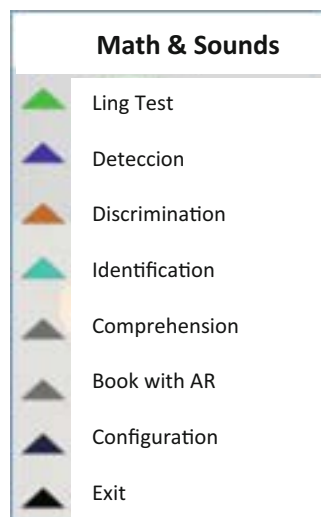 Math & Sounds
Ling Test
Deteccion
Discrimination
Identification
Comprehension
Book with AR
Configuration
Exit